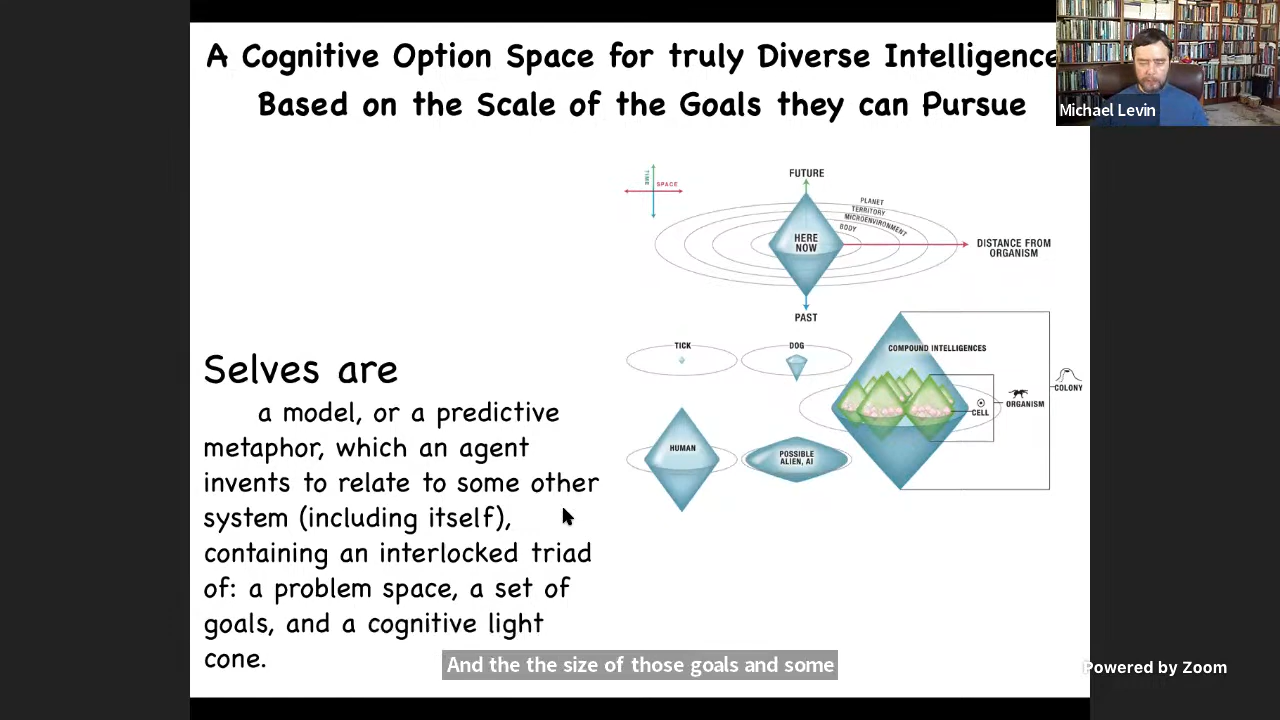 A Cognitive Option Space for truly Diverse Intelligence
Based on the Scale of the Goals they can Pursue
Michael Levin
TIME
SPACE
FUTURE
PLANET
TERRITORY
MICROENVIRONMENT
BODY
HERE
NOW
DISTANCE FROM
ORGANISM
PAST
TICK
DOG
COMPOUND INTELLIGENCES
COLONY
ORGANISM
CELL
HUMAN
POSSIBLE
ALIEN, AI
Selves are
a model, or a predictive
metaphor, which an agent
invents to relate to some other
system (including itself),
containing an interlocked triad
of: a problem space, a set of
goals, and a cognitive light
cone.
And the the size of those goals and some
Powered by Zoom